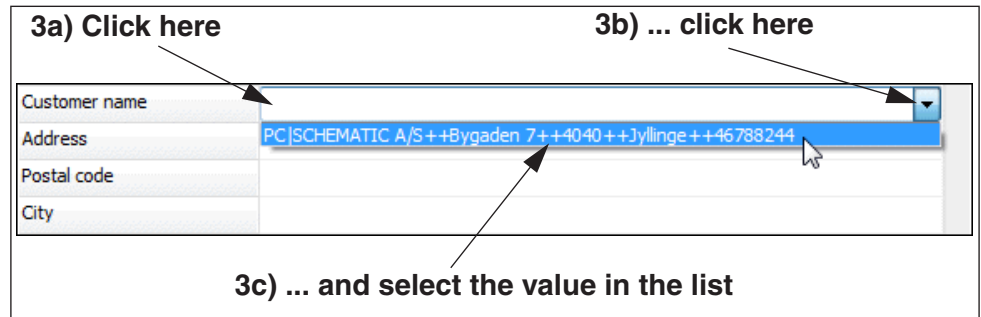 3a) Click here
3b) ... click here
Customer name
Address
PC|SCHEMATIC A/S++Bygaden 7++4040++Jyllinge++46788244
Postal code
City
3c) ... and select the value in the list